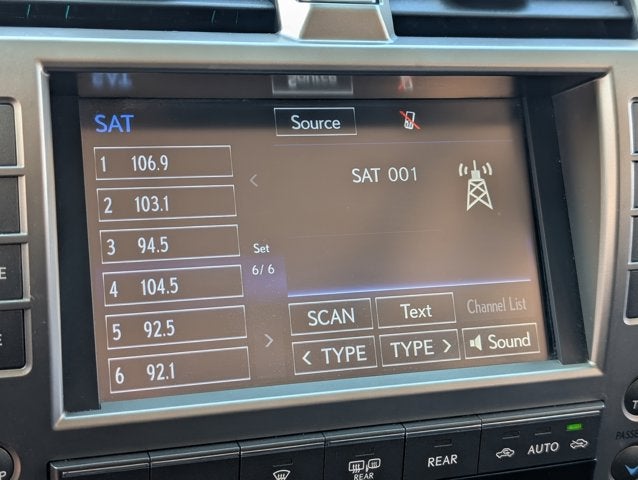 SAT
Source
1 106.9
2 103.1
3 94.5
4 104.5
5 92.5
6 92.1
<
Set
6/6
>
SAT 001
SCAN
Text
Channel List
< TYPE
TYPE >
Sound
REAR
REAR
AUTO